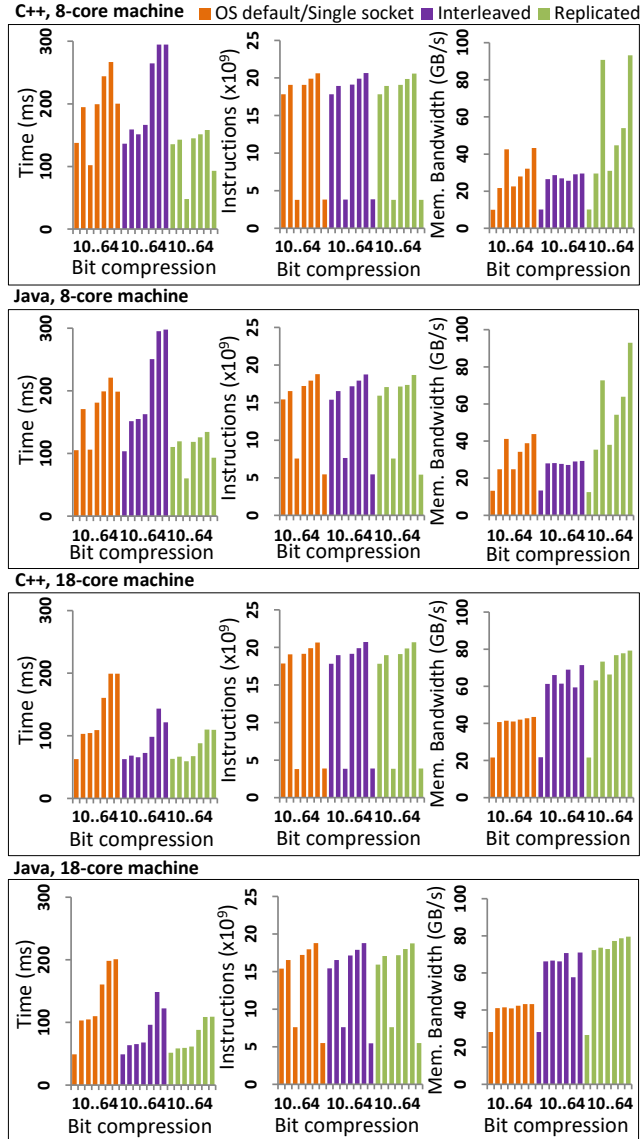 C++, 8-core machine
OS default/Single socket Interleaved Replicated
Time (ms)
0 100 200 300
10..64 10..64 10..64
Bit compression
Instructions (x10⁹)
0 5 10 15 20 25
10..64 10..64 10..64
Bit compression
Mem. Bandwidth (GB/s)
0 20 40 60 80 100
10..64 10..64 10..64
Bit compression
Java, 8-core machine
Time (ms)
0 100 200 300
10..64 10..64 10..64
Bit compression
Instructions (x10⁹)
0 5 10 15 20 25
10..64 10..64 10..64
Bit compression
Mem. Bandwidth (GB/s)
0 20 40 60 80 100
10..64 10..64 10..64
Bit compression
C++, 18-core machine
Time (ms)
0 100 200 300
10..64 10..64 10..64
Bit compression
Instructions (x10⁹)
0 5 10 15 20 25
10..64 10..64 10..64
Bit compression
Mem. Bandwidth (GB/s)
0 20 40 60 80 100
10..64 10..64 10..64
Bit compression
Java, 18-core machine
Time (ms)
0 100 200 300
10..64 10..64 10..64
Bit compression
Instructions (x10⁹)
0 5 10 15 20 25
10..64 10..64 10..64
Bit compression
Mem. Bandwidth (GB/s)
0 20 40 60 80 100
10..64 10..64 10..64
Bit compression